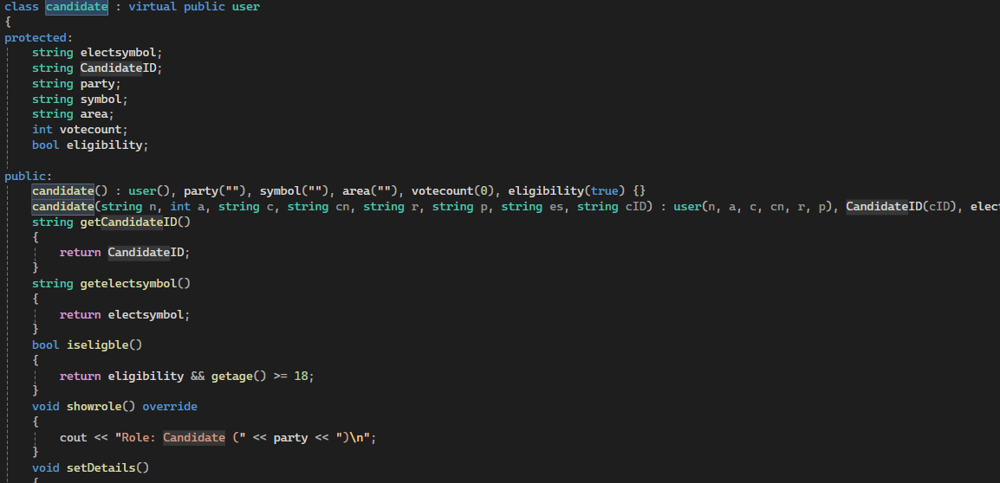 class candidate : virtual public user
{
protected:
    string electsymbol;
    string CandidateID;
    string party;
    string symbol;
    string area;
    int votecount;
    bool eligibility;

public:
    candidate() : user(), party(""), symbol(""), area(""), votecount(0), eligibility(true) {}
    candidate(string n, int a, string c, string cn, string r, string p, string es, string cID) : user(n, a, c, cn, r, p), CandidateID(cID), elect
    string getCandidateID()
    {
        return CandidateID;
    }
    string getelectsymbol()
    {
        return electsymbol;
    }
    bool iseligble()
    {
        return eligibility && getage() >= 18;
    }
    void showrole() override
    {
        cout << "Role: Candidate (" << party << ")\n";
    }
    void setDetails()
    {